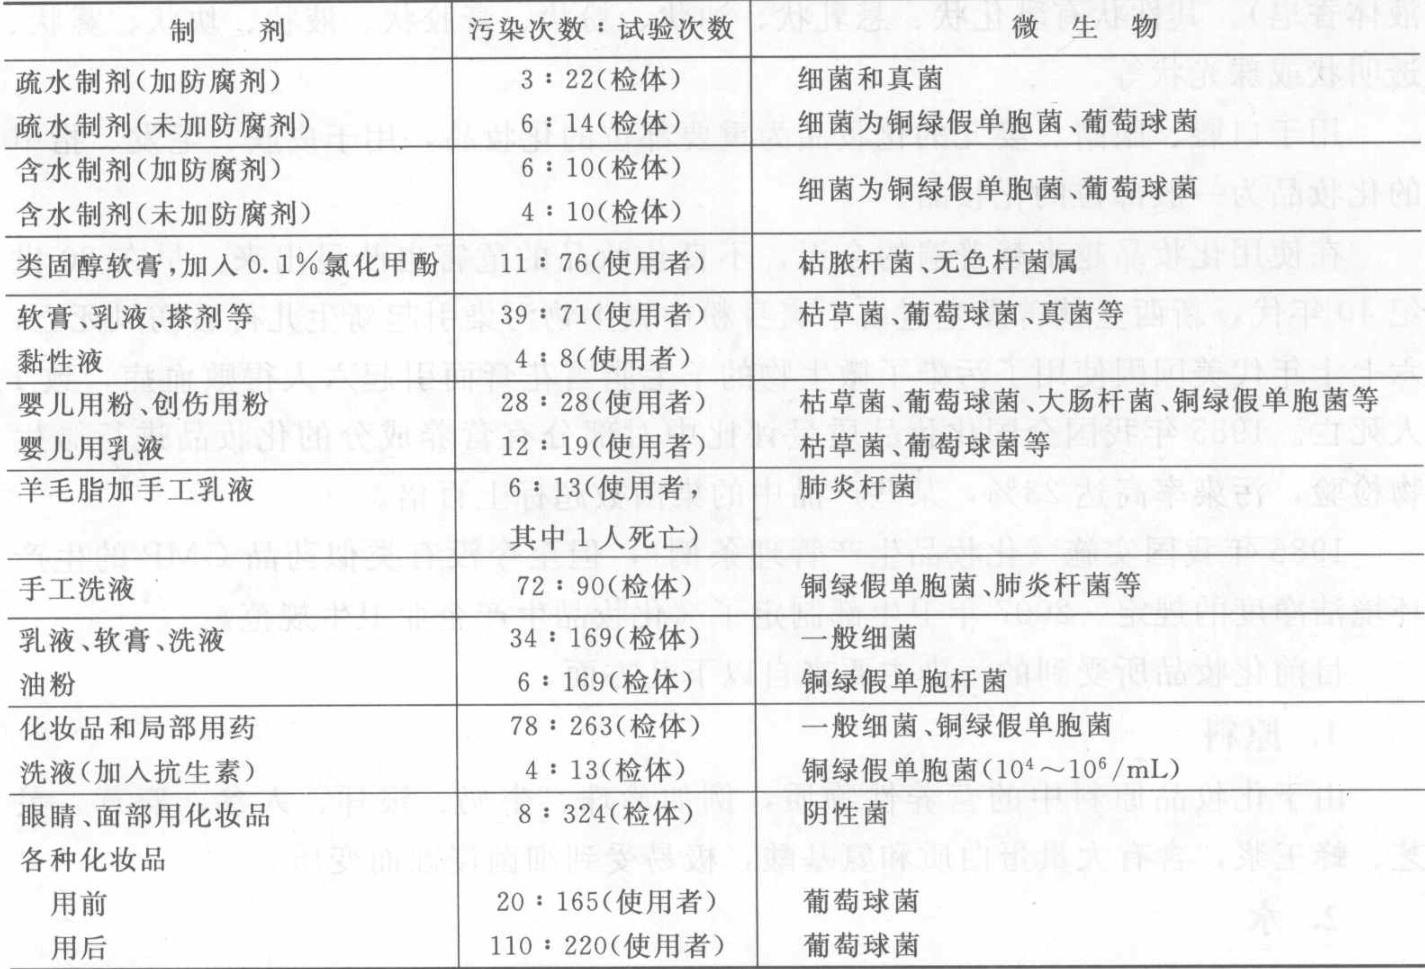 制 剂 污染次数：试验次数 微 生 物
疏水制剂(加防腐剂) 3：22(检体) 细菌和真菌
疏水制剂(未加防腐剂) 6：14(检体) 细菌为铜绿假单胞菌、葡萄球菌
含水制剂(加防腐剂) 6：10(检体)
细菌为铜绿假单胞菌、葡萄球菌
含水制剂(未加防腐剂) 4：10(检体)
类固醇软膏,加入0.1%氯化甲酚 11：76(使用者) 枯脓杆菌、无色杆菌属
软膏、乳液、搽剂等 39：71(使用者) 枯草菌、葡萄球菌、真菌等
黏性液 4：8(使用者)
婴儿用粉、创伤用粉 28：28(使用者) 枯草菌、葡萄球菌、大肠杆菌、铜绿假单胞菌等
婴儿用乳液 12：19(使用者) 枯草菌、葡萄球菌等
羊毛脂加手工乳液 6：13(使用者, 肺炎杆菌
其中1人死亡)
手工洗液 72：90(检体) 铜绿假单胞菌、肺炎杆菌等
乳液、软膏、洗液 34：169(检体) 一般细菌
油粉 6：169(检体) 铜绿假单胞杆菌
化妆品和局部用药 78：263(检体) 一般细菌、铜绿假单胞菌
洗液(加入抗生素) 4：13(检体) 铜绿假单胞菌(10⁴～10⁶/mL)
眼睛、面部用化妆品 8：324(检体) 阴性菌
各种化妆品
用前 20：165(使用者) 葡萄球菌
用后 110：220(使用者) 葡萄球菌